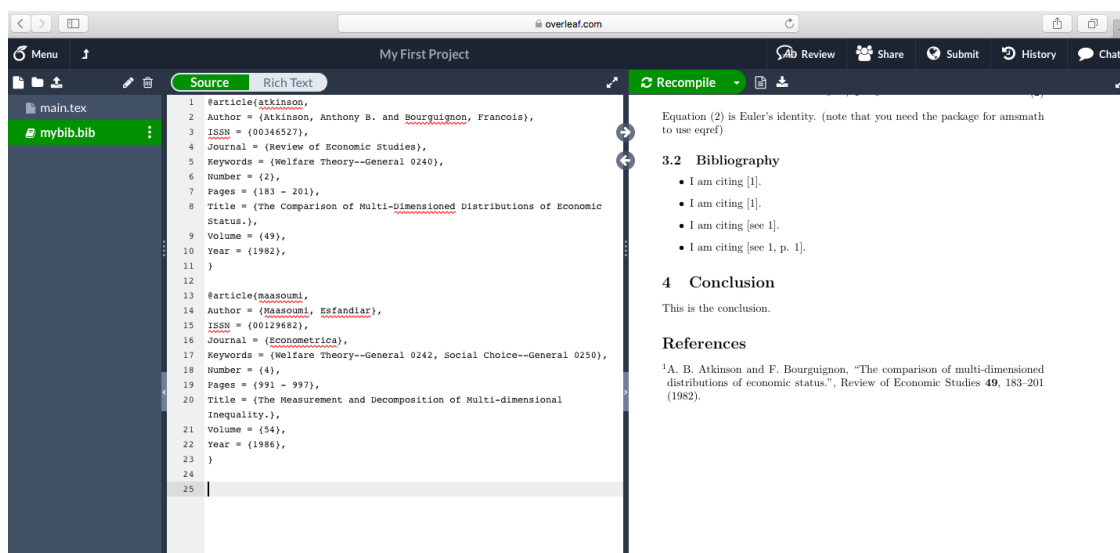 overleaf.com
Menu
My First Project
Review
Share
Submit
History
Chat
Source
Rich Text
Recompile
main.tex
mybib.bib
1 @article{atkinson,
2 Author = {Atkinson, Anthony B. and Bourguignon, Francois},
3 ISSN = {00346527},
4 Journal = {Review of Economic Studies},
5 Keywords = {Welfare Theory--General 0240},
6 Number = {2},
7 Pages = {183 - 201},
8 Title = {The Comparison of Multi-Dimensioned Distributions of Economic
Status.},
9 Volume = {49},
10 Year = {1982},
11 }
12
13 @article{maasoumi,
14 Author = {Maasoumi, Esfandiar},
15 ISSN = {00129682},
16 Journal = {Econometrica},
17 Keywords = {Welfare Theory--General 0242, Social Choice--General 0250},
18 Number = {4},
19 Pages = {991 - 997},
20 Title = {The Measurement and Decomposition of Multi-dimensional
Inequality.},
21 Volume = {54},
22 Year = {1986},
23 }
24
25
Equation (2) is Euler's identity. (note that you need the package for amsmath
to use eqref)
3.2 Bibliography
• I am citing [1].
• I am citing [1].
• I am citing [see 1].
• I am citing [see 1, p. 1].
4 Conclusion
This is the conclusion.
References
1A. B. Atkinson and F. Bourguignon, “The comparison of multi-dimensioned
distributions of economic status.”, Review of Economic Studies 49, 183–201
(1982).